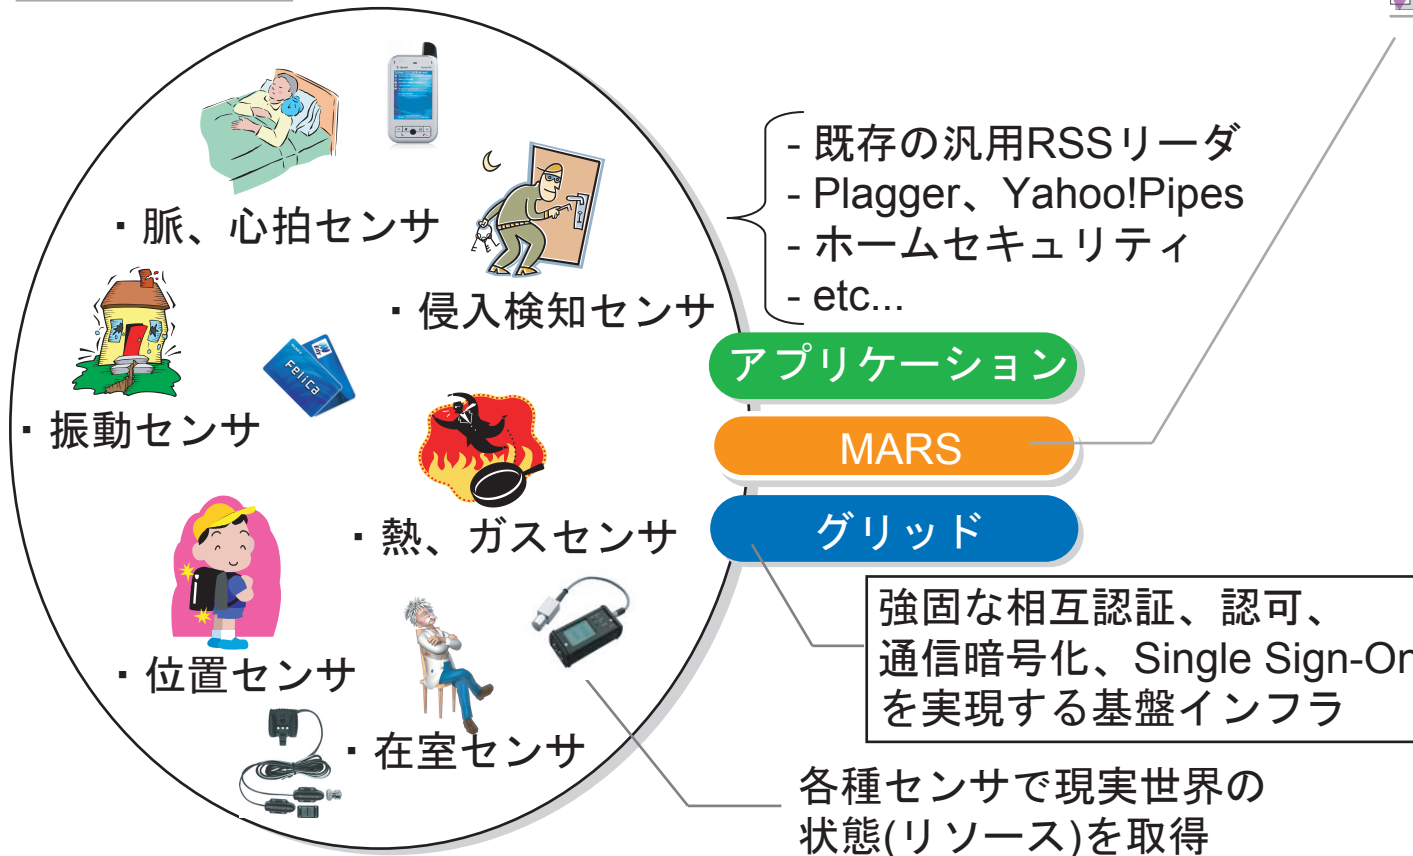 ・脈、心拍センサ
・侵入検知センサ
・振動センサ
FeliCa
Edy
・熱、ガスセンサ
・位置センサ
・在室センサ
- 既存の汎用RSSリーダ
- Plagger、Yahoo!Pipes
- ホームセキュリティ
- etc...
アプリケーション
MARS
グリッド
強固な相互認証、認可、
通信暗号化、Single Sign-On
を実現する基盤インフラ
各種センサで現実世界の
状態(リソース)を取得